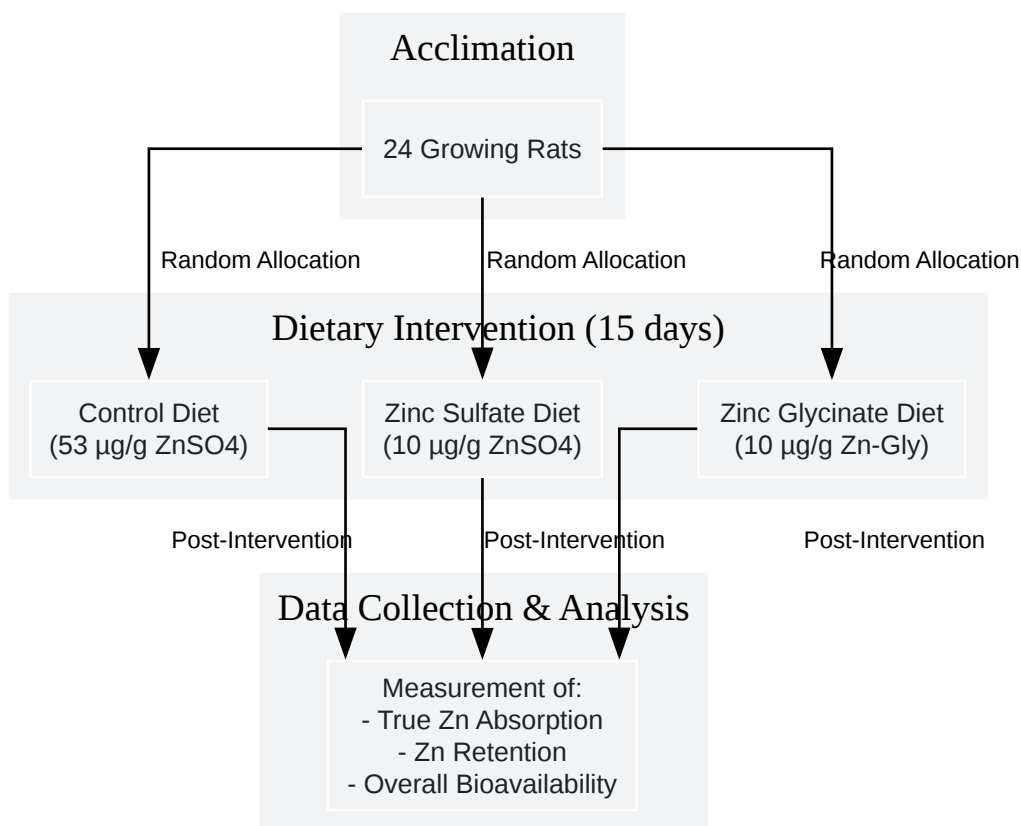 Acclimation
24 Growing Rats
Random Allocation
Random Allocation
Random Allocation
Dietary Intervention (15 days)
Control Diet
(53 µg/g ZnSO4)
Zinc Sulfate Diet
(10 µg/g ZnSO4)
Zinc Glycinate Diet
(10 µg/g Zn-Gly)
Post-Intervention
Post-Intervention
Post-Intervention
Data Collection & Analysis
Measurement of:
- True Zn Absorption
- Zn Retention
- Overall Bioavailability